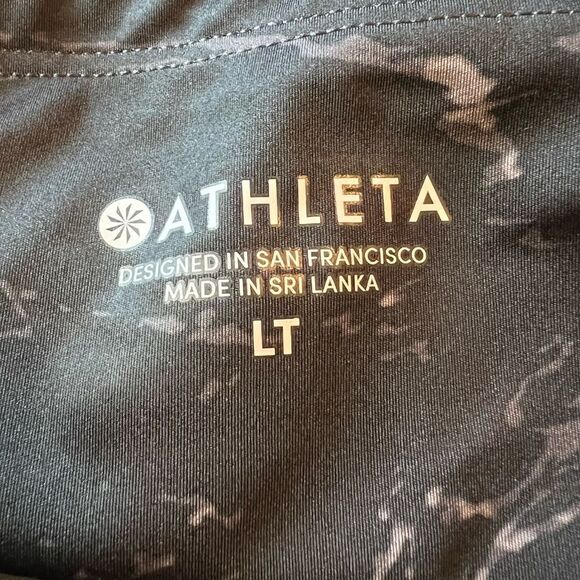 ATHLETA
DESIGNED IN SAN FRANCISCO
MADE IN SRI LANKA
LT